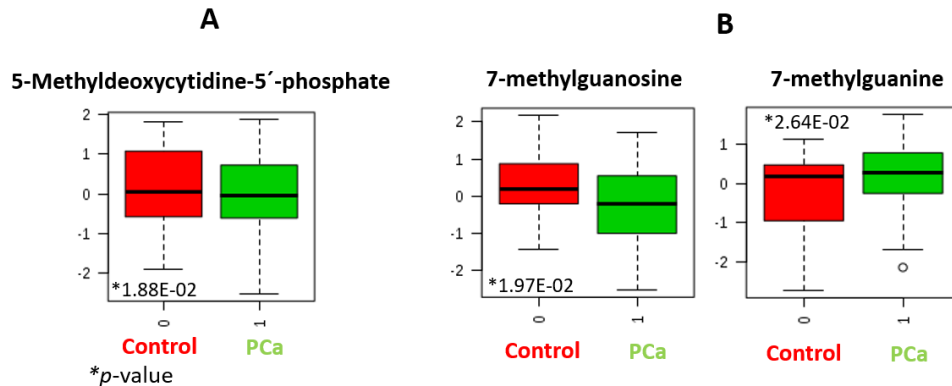 A
B
5-Methyldeoxycytidine-5´-phosphate
7-methylguanosine
7-methylguanine
2
1
0
-1
-2
*1.88E-02
0
1
Control
PCa
*p-value
2
1
0
-1
-2
*1.97E-02
0
1
Control
PCa
*2.64E-02
1
0
-1
-2
0
1
Control
PCa